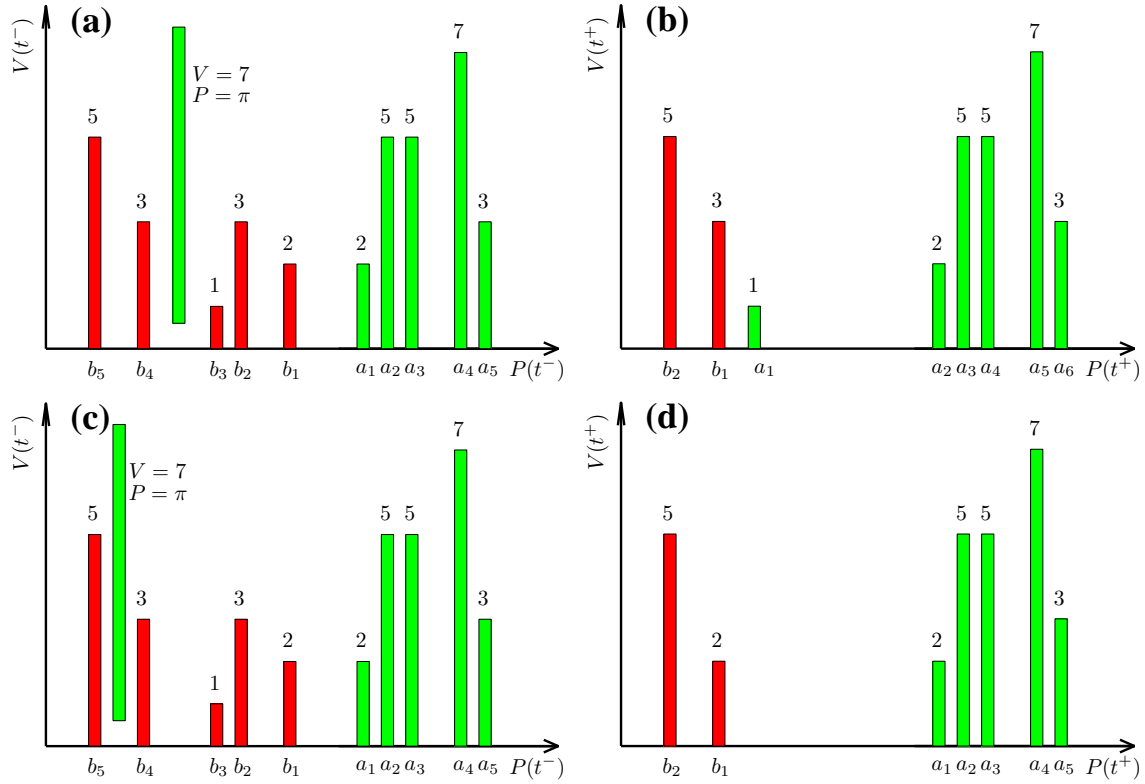 (a)
V(t⁻)
V = 7
P = π
5 3 1 3 2 2 5 5 7 3
b₅ b₄ b₃ b₂ b₁ a₁ a₂ a₃ a₄ a₅ P(t⁻)
(b)
V(t⁺)
5 3 1 2 5 5 7 3
b₂ b₁ a₁ a₂ a₃ a₄ a₅ a₆ P(t⁺)
(c)
V(t⁻)
V = 7
P = π
5 3 1 3 2 2 5 5 7 3
b₅ b₄ b₃ b₂ b₁ a₁ a₂ a₃ a₄ a₅ P(t⁻)
(d)
V(t⁺)
5 2 2 5 5 7 3
b₂ b₁ a₁ a₂ a₃ a₄ a₅ P(t⁺)